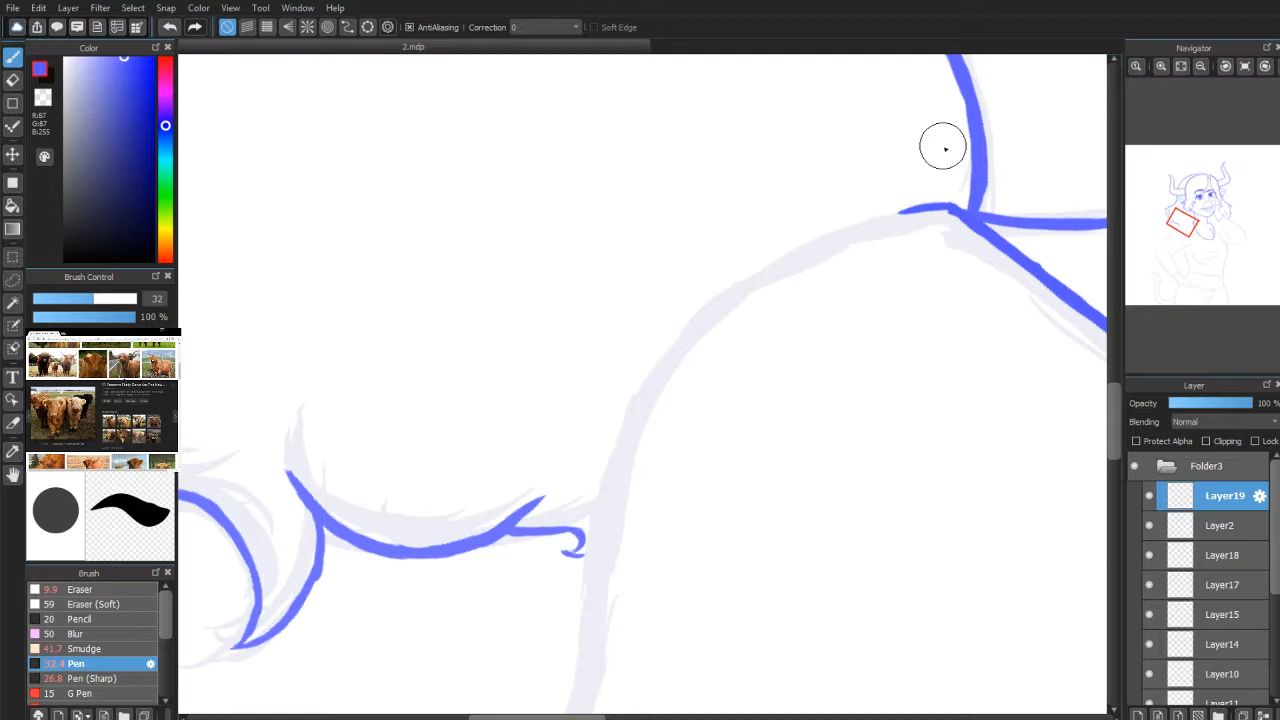 File Edit Layer Filter Select Snap Color View Tool Window Help
AntiAliasing Correction 0 Soft Edge
2.mdp
Color
R:87
G:87
B:255
Brush Control
32
100 %
Brush
9.9 Eraser
59 Eraser (Soft)
20 Pencil
50 Blur
41.7 Smudge
32.4 Pen
26.8 Pen (Sharp)
15 G Pen
Navigator
Layer
Opacity 100 %
Blending Normal
Protect Alpha Clipping Lock
Folder3
Layer19
Layer2
Layer18
Layer17
Layer15
Layer14
Layer10
Layer11